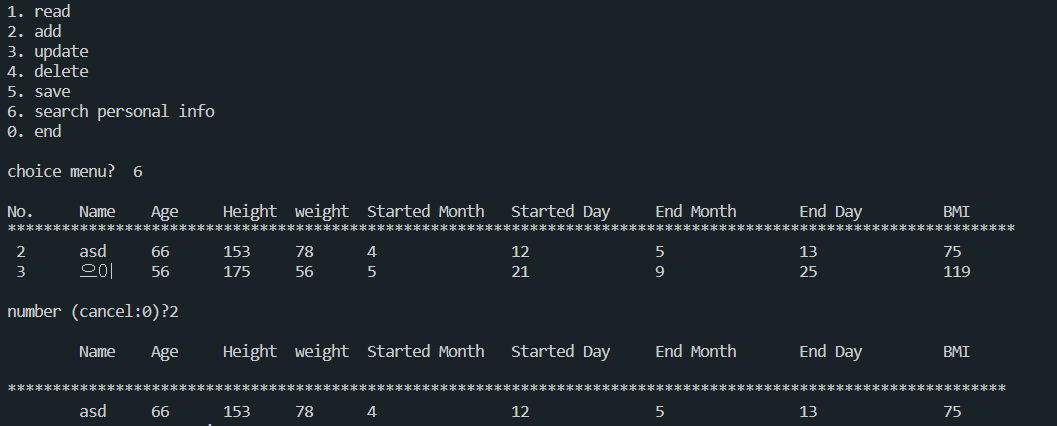 1. read
2. add
3. update
4. delete
5. save
6. search personal info
0. end
choice menu?  6
No. Name Age Height weight Started Month Started Day End Month End Day BMI
****************************************************************************************************************
2 asd 66 153 78 4 12 5 13 75
3 으이 56 175 56 5 21 9 25 119
number (cancel:0)?2
Name Age Height weight Started Month Started Day End Month End Day BMI
***************************************************************************************************************
asd 66 153 78 4 12 5 13 75